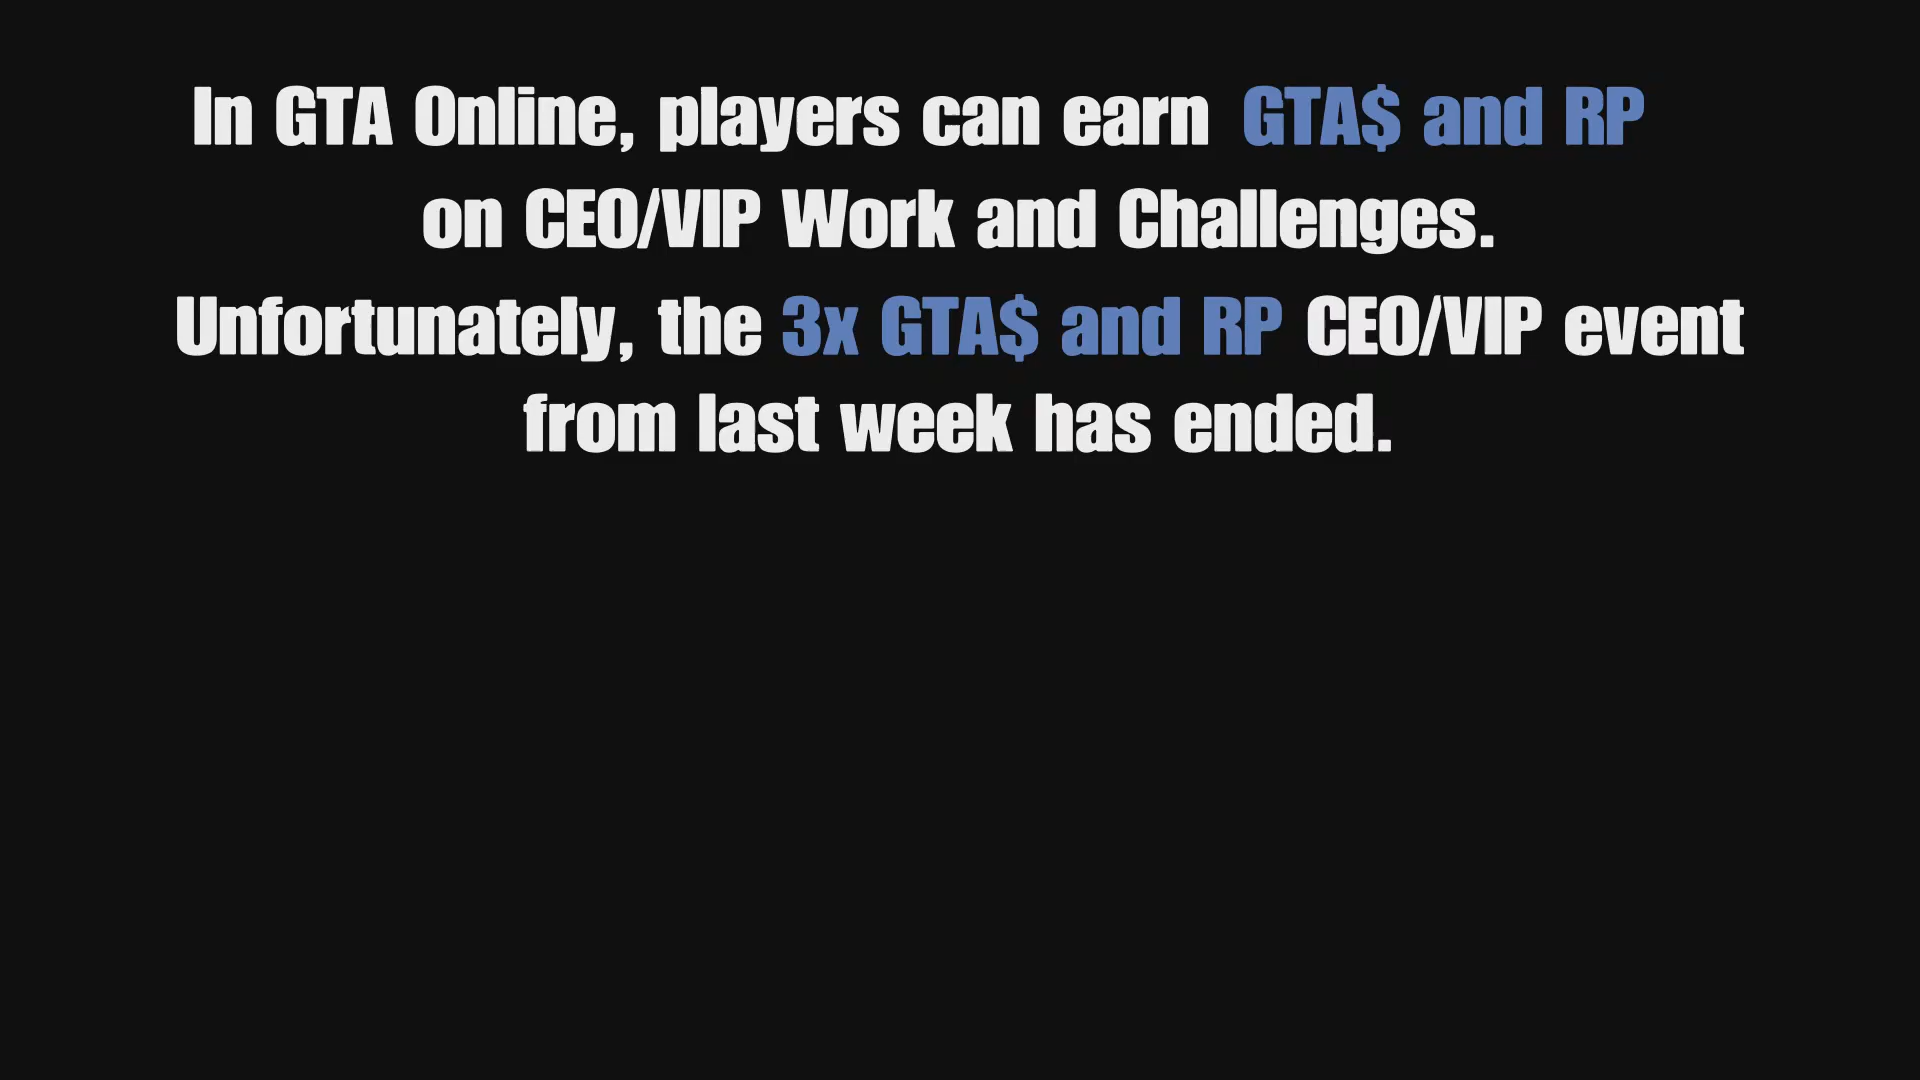 In GTA Online, players can earn GTA$ and RP
on CEO/VIP Work and Challenges.
Unfortunately, the 3x GTA$ and RP CEO/VIP event
from last week has ended.